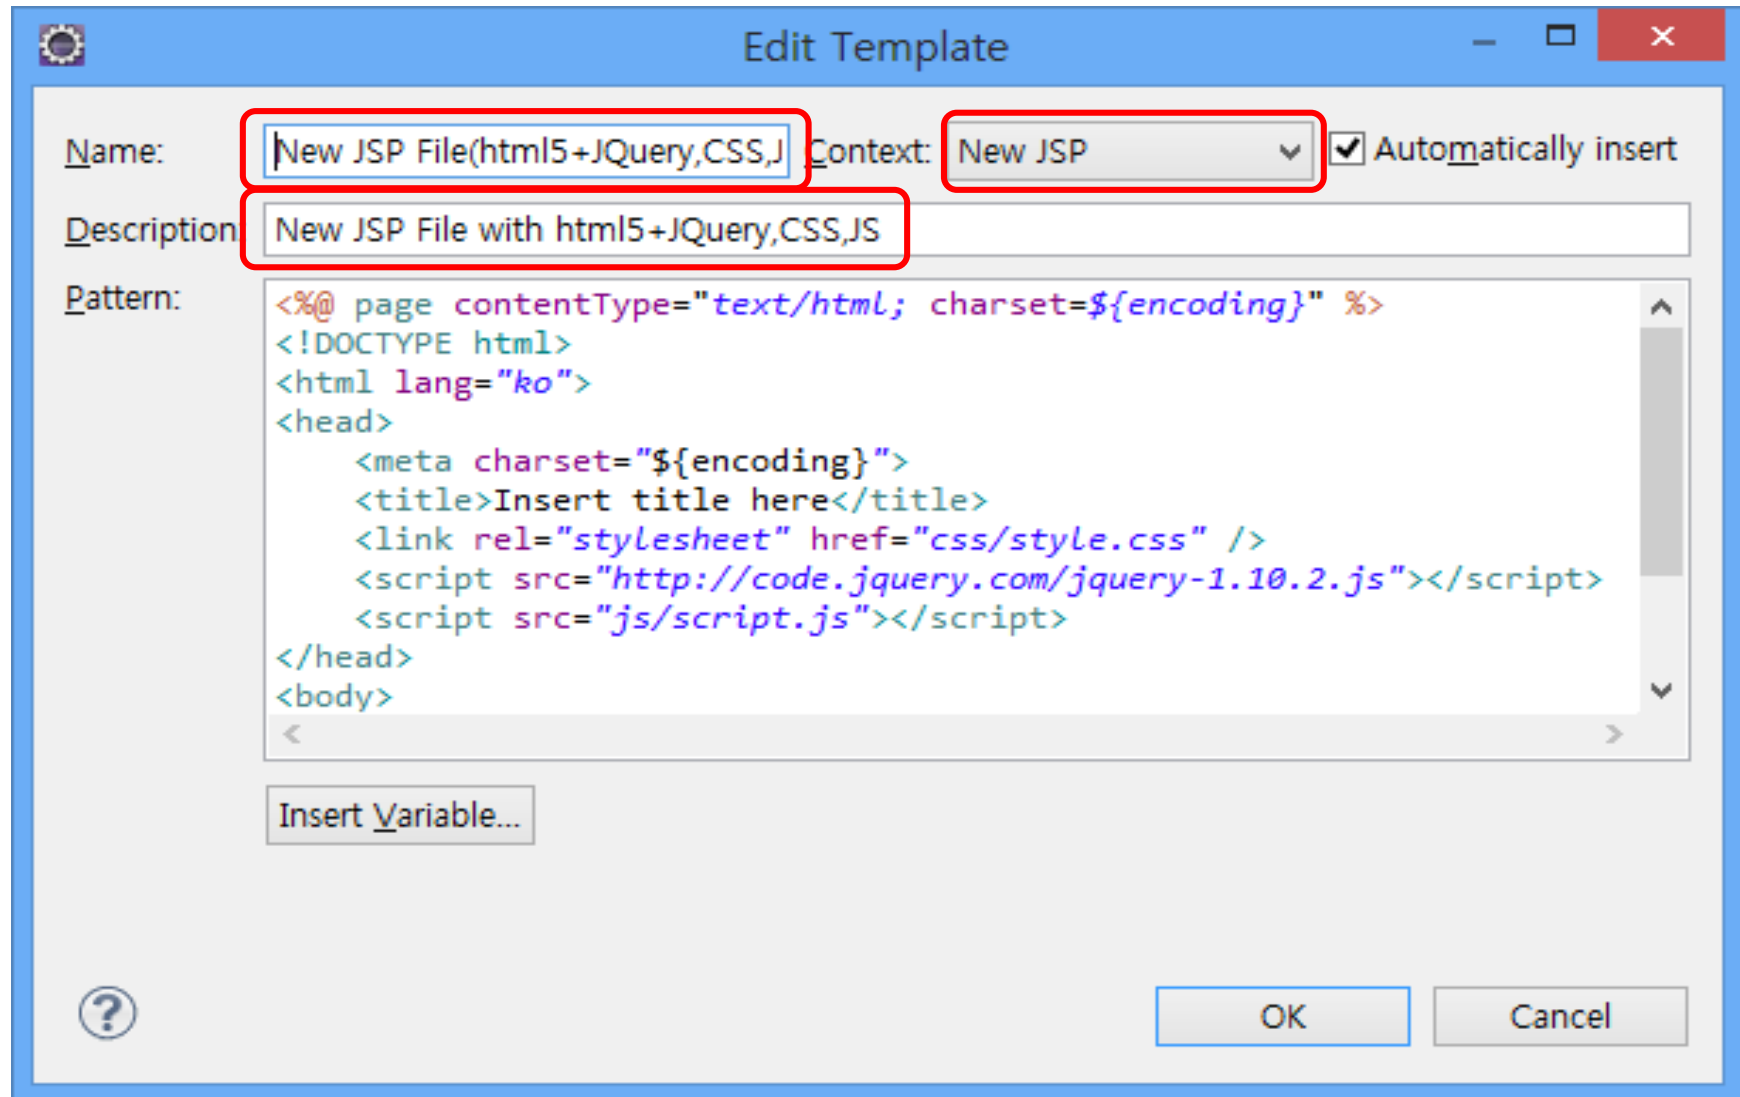 Edit Template
Name: New JSP File(html5+JQuery,CSS,J Context: New JSP Automatically insert
Description: New JSP File with html5+JQuery,CSS,JS
Pattern:
<%@ page contentType="text/html; charset=${encoding}" %>
<!DOCTYPE html>
<html lang="ko">
<head>
    <meta charset="${encoding}">
    <title>Insert title here</title>
    <link rel="stylesheet" href="css/style.css" />
    <script src="http://code.jquery.com/jquery-1.10.2.js"></script>
    <script src="js/script.js"></script>
</head>
<body>
Insert Variable...
?
OK Cancel